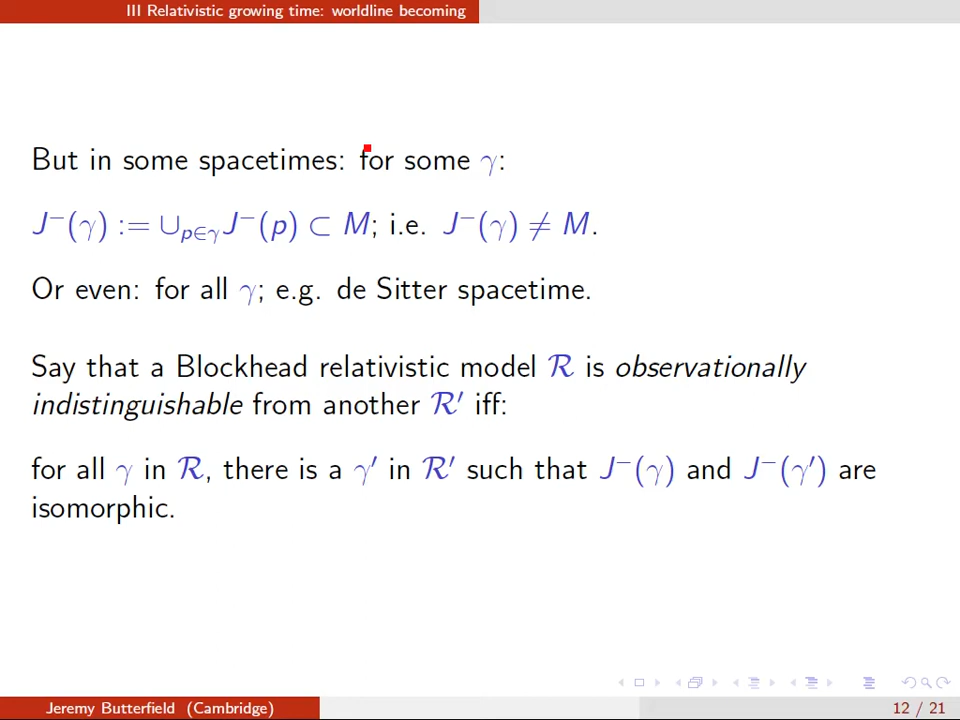 III Relativistic growing time: worldline becoming
But in some spacetimes: for some γ:
J⁻(γ) := ∪p∈γJ⁻(p) ⊂ M; i.e. J⁻(γ) ≠ M.
Or even: for all γ; e.g. de Sitter spacetime.
Say that a Blockhead relativistic model ℛ is observationally
indistinguishable from another ℛ′ iff:
for all γ in ℛ, there is a γ′ in ℛ′ such that J⁻(γ) and J⁻(γ′) are
isomorphic.
Jeremy Butterfield (Cambridge)
12 / 21